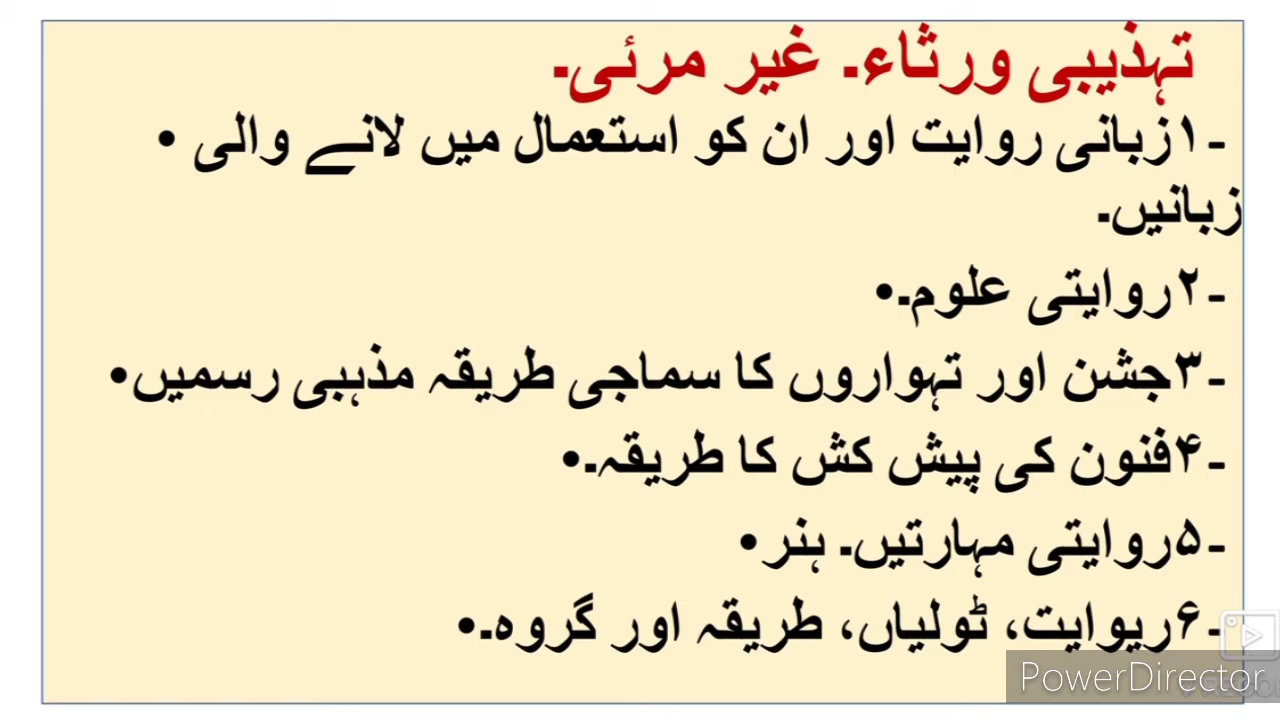 تہذیبی ورثاء۔ غیر مرئی۔
۔۱زبانی روایت اور ان کو استعمال میں لانے والی •
زبانیں۔
۔۲روایتی علوم۔•
۔۳جشن اور تہواروں کا سماجی طریقہ مذہبی رسمیں•
۔۴فنون کی پیش کش کا طریقہ۔•
۔۵روایتی مہارتیں۔ ہنر•
۔۶ریوایت، ٹولیاں، طریقہ اور گروہ۔•
PowerDirector